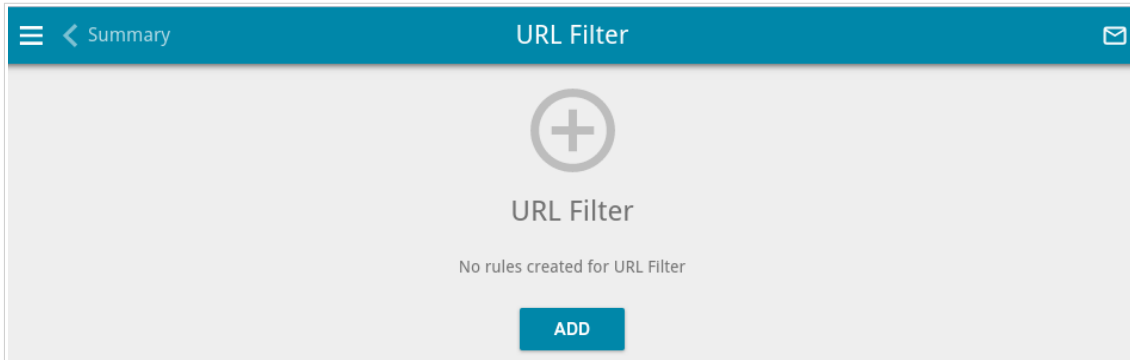 Summary
URL Filter
URL Filter
No rules created for URL Filter
ADD